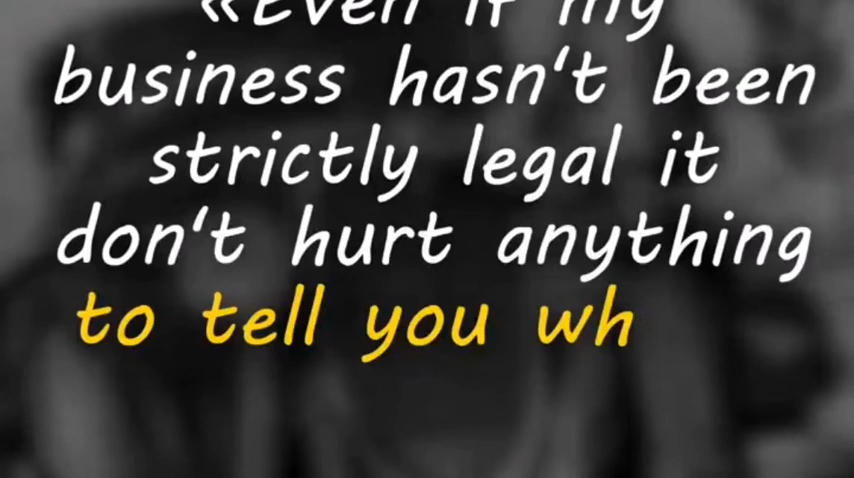 «Even if my
business hasn't been
strictly legal it
don't hurt anything
to tell you wh